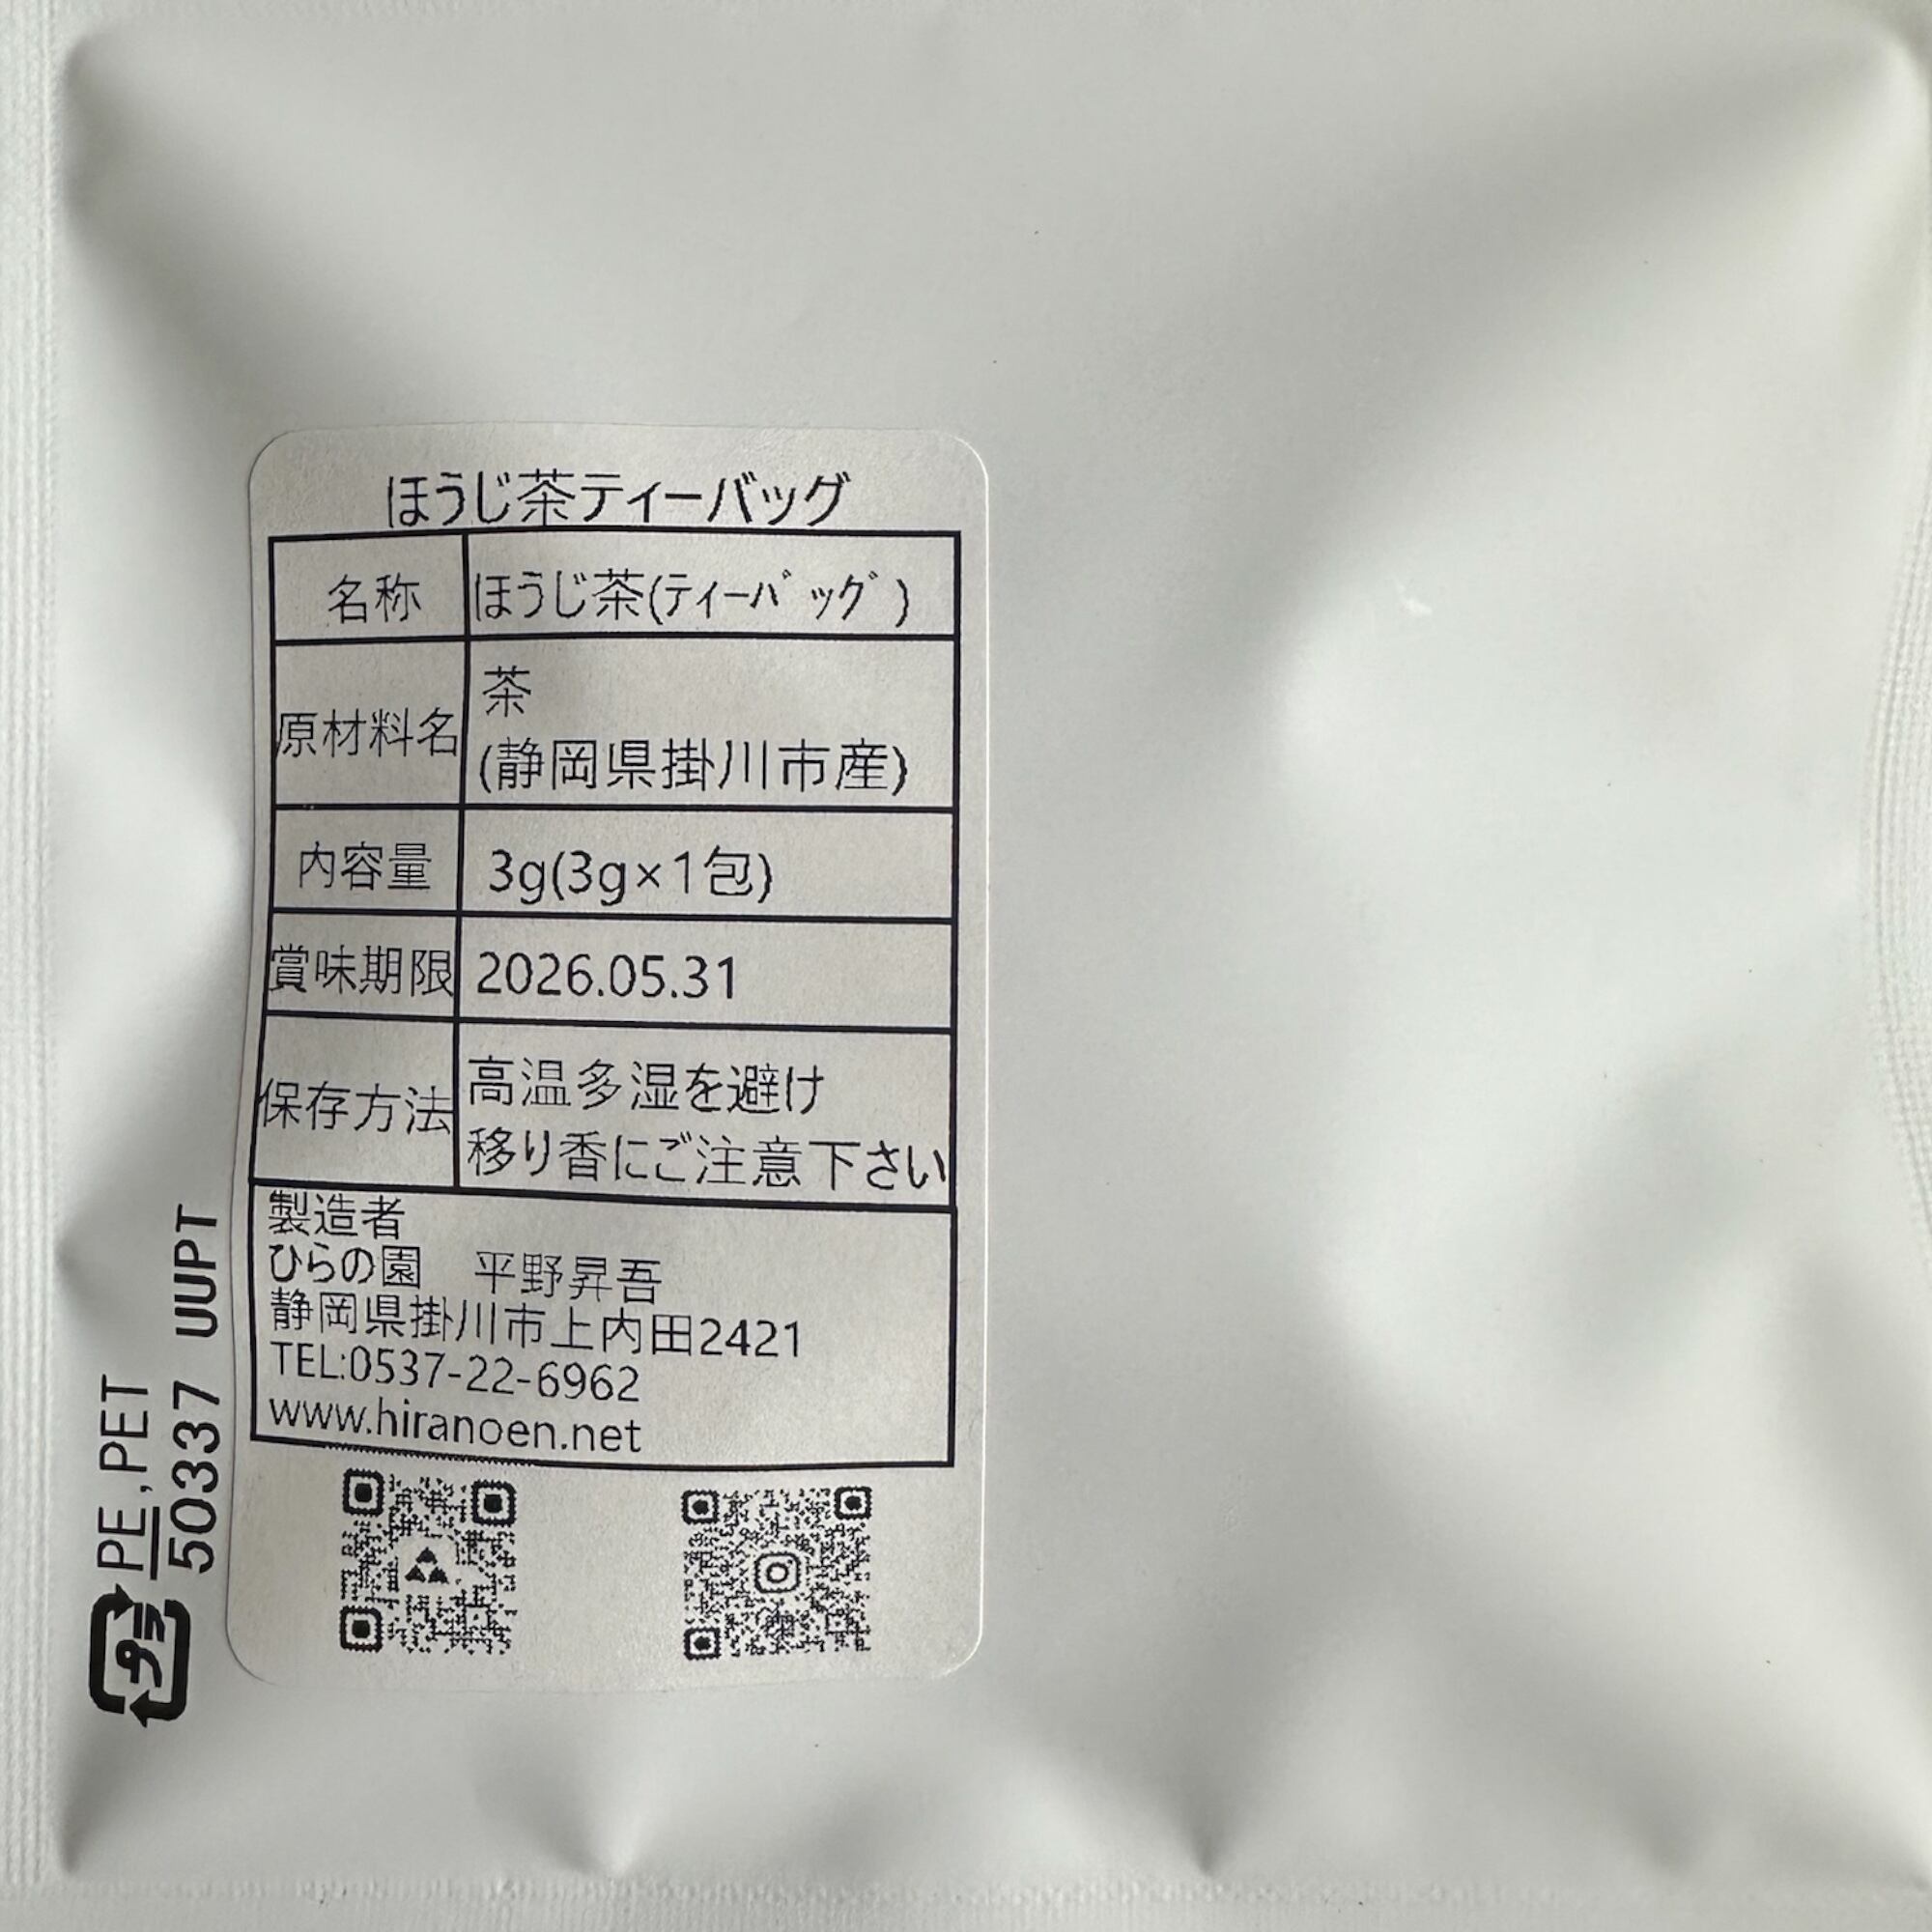 ほうじ茶ティーバッグ
名称 ほうじ茶(ﾃｨｰﾊﾞｯｸﾞ)
原材料名 茶
(静岡県掛川市産)
内容量 3g(3g×1包)
賞味期限 2026.05.31
保存方法 高温多湿を避け
移り香にご注意下さい
製造者
ひらの園　平野昇吾
静岡県掛川市上内田2421
TEL:0537-22-6962
www.hiranoen.net
プラ PE,PET
50337 UUPT